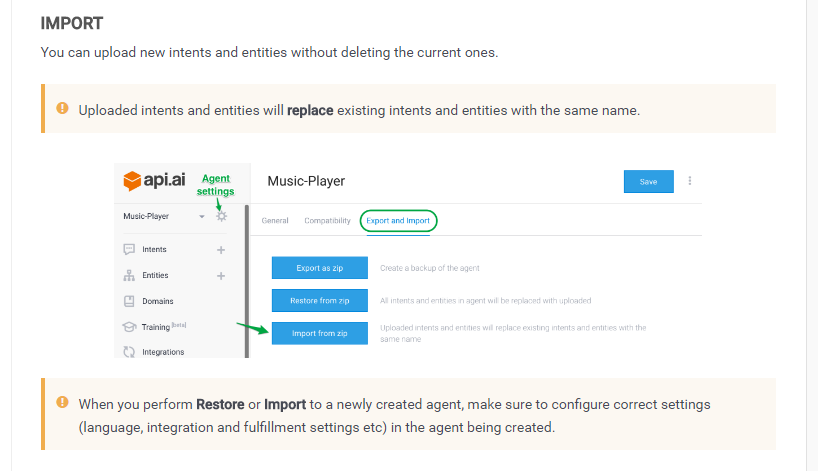 IMPORT
You can upload new intents and entities without deleting the current ones.
Uploaded intents and entities will replace existing intents and entities with the same name.
api.ai
Agent
settings
Music-Player
Save
Music-Player
General
Compatibility
Export and Import
Intents
Export as zip
Create a backup of the agent
Entities
Domains
Restore from zip
All intents and entities in agent will be replaced with uploaded
Training [beta]
Import from zip
Uploaded intents and entities will replace existing intents and entities with the
same name
Integrations
When you perform Restore or Import to a newly created agent, make sure to configure correct settings
(language, integration and fulfillment settings etc) in the agent being created.